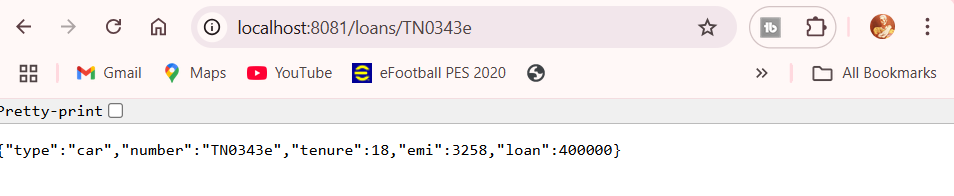 localhost:8081/loans/TN0343e
Gmail Maps YouTube eFootball PES 2020 » All Bookmarks
Pretty-print
{"type":"car","number":"TN0343e","tenure":18,"emi":3258,"loan":400000}